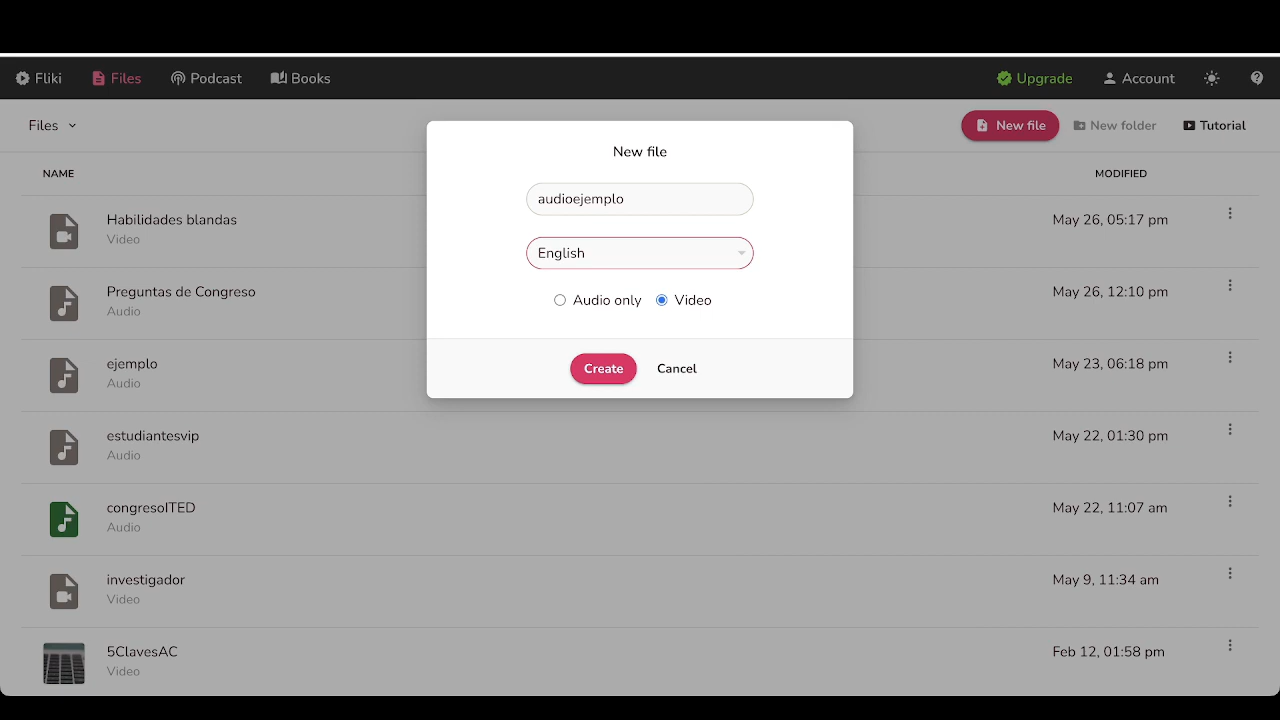 Fliki Files Podcast Books Upgrade Account
Files New file New folder Tutorial
New file
audioejemplo
English
Audio only Video
Create Cancel
NAME MODIFIED
Habilidades blandas May 26, 05:17 pm
Video
Preguntas de Congreso May 26, 12:10 pm
Audio
ejemplo May 23, 06:18 pm
Audio
estudiantesvip May 22, 01:30 pm
Audio
congresoITED May 22, 11:07 am
Audio
investigador May 9, 11:34 am
Video
5ClavesAC Feb 12, 01:58 pm
Video